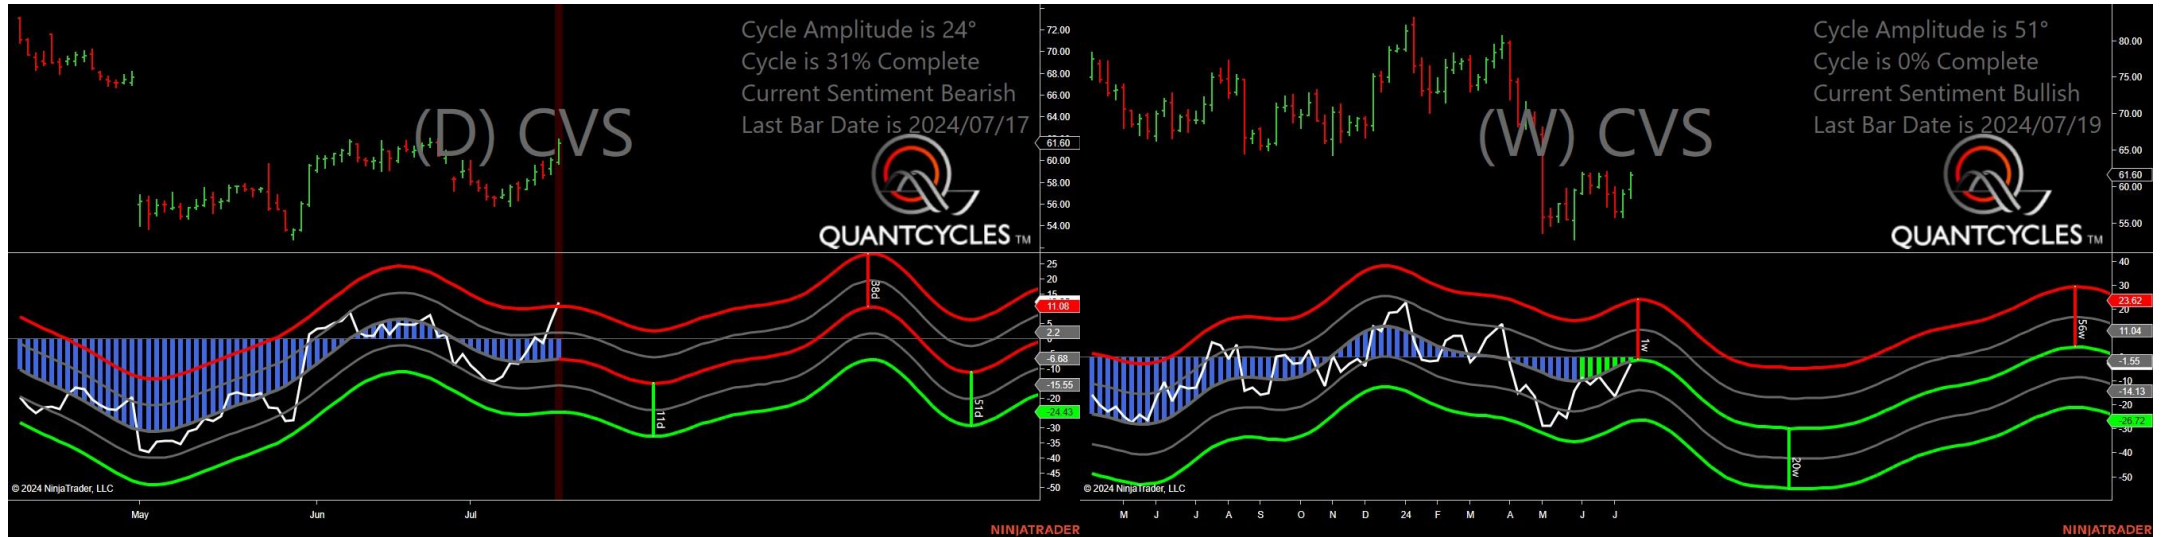 Cycle Amplitude is 24°
Cycle is 31% Complete
Current Sentiment Bearish
Last Bar Date is 2024/07/17
(D) CVS
QUANTCYCLES TM
72.00
70.00
68.00
66.00
64.00
61.60
60.00
58.00
56.00
54.00
25
20
15
11.08
5
2.2
-6.68
-10
-15.55
-20
-24.43
-30
-35
-40
-45
-50
11d
38d
51d
© 2024 NinjaTrader, LLC
May Jun Jul
NINJATRADER
Cycle Amplitude is 51°
Cycle is 0% Complete
Current Sentiment Bullish
Last Bar Date is 2024/07/19
(W) CVS
QUANTCYCLES TM
80.00
75.00
70.00
65.00
61.60
60.00
55.00
40
30
23.62
20
11.04
-1.55
-10
-14.13
-20
-26.72
-30
-40
-50
1w
20w
56w
© 2024 NinjaTrader, LLC
M J J A S O N D 24 F M A M J J
NINJATRADER